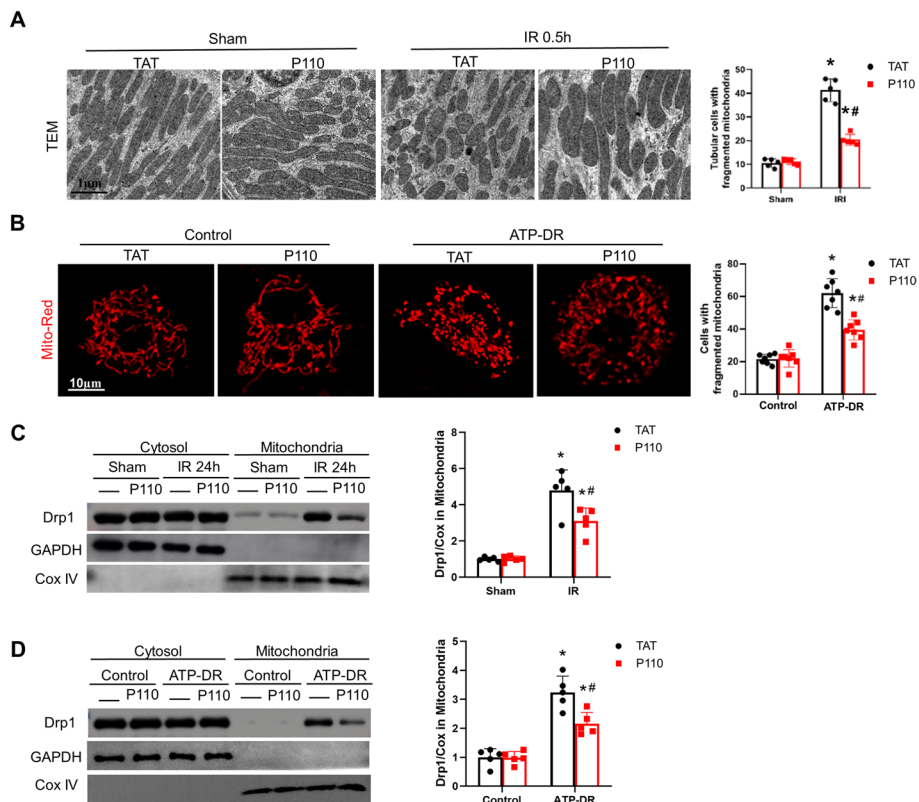 A
Sham
IR 0.5h
TAT
P110
TAT
P110
TEM
1μm
Tubular cells with
fragmented mitochondria
50
40
30
20
10
0
*
*#
Sham
IRI
TAT
P110
B
Control
ATP-DR
TAT
P110
TAT
P110
Mito-Red
10μm
Cells with
fragmented mitochondria
80
60
40
20
0
*
*#
Control
ATP-DR
TAT
P110
C
Cytosol
Mitochondria
Sham
IR 24h
Sham
IR 24h
— P110 — P110 — P110 — P110
Drp1
GAPDH
Cox IV
Drp1/Cox in Mitochondria
8
6
4
2
0
*
*#
Sham
IR
TAT
P110
D
Cytosol
Mitochondria
Control
ATP-DR
Control
ATP-DR
— P110 — P110 — P110 — P110
Drp1
GAPDH
Cox IV
Drp1/Cox in Mitochondria
5
4
3
2
1
0
*
*#
Control
ATP-DR
TAT
P110